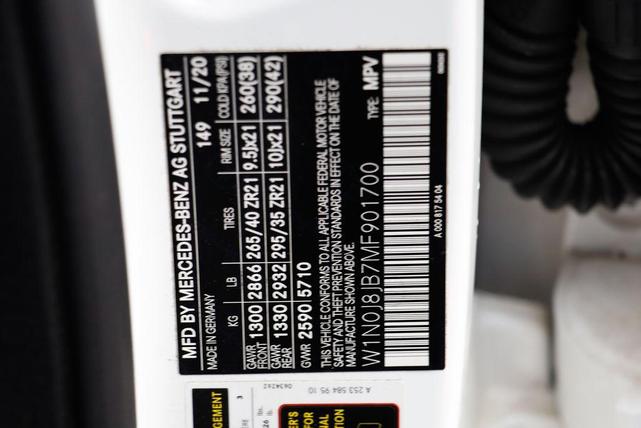 MFD BY MERCEDES-BENZ AG STUTTGART
MADE IN GERMANY 149 11/20
KG LB TIRES RIM SIZE COLD KPA(PSI)
GAWR FRONT 1300 2866 265/40 ZR21 9.5Jx21 260(38)
GAWR REAR 1330 2932 295/35 ZR21 10Jx21 290(42)
GVWR 2590 5710
THIS VEHICLE CONFORMS TO ALL APPLICABLE FEDERAL MOTOR VEHICLE
SAFETY AND THEFT PREVENTION STANDARDS IN EFFECT ON THE DATE OF
MANUFACTURE SHOWN ABOVE.
W1N0J8JB7MF901700 TYPE: MPV
A 000 817 54 04
A 253 584 95 10